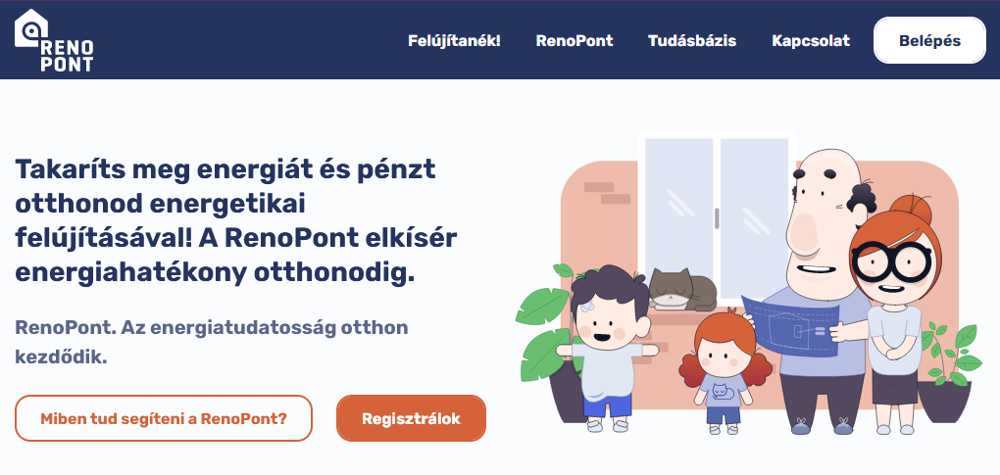 RENO
PONT
Felújítanék!
RenoPont
Tudásbázis
Kapcsolat
Belépés
Takaríts meg energiát és pénzt
otthonod energetikai
felújításával! A RenoPont elkísér
energiahatékony otthonodig.
RenoPont. Az energiatudatosság otthon
kezdődik.
Miben tud segíteni a RenoPont?
Regisztrálok